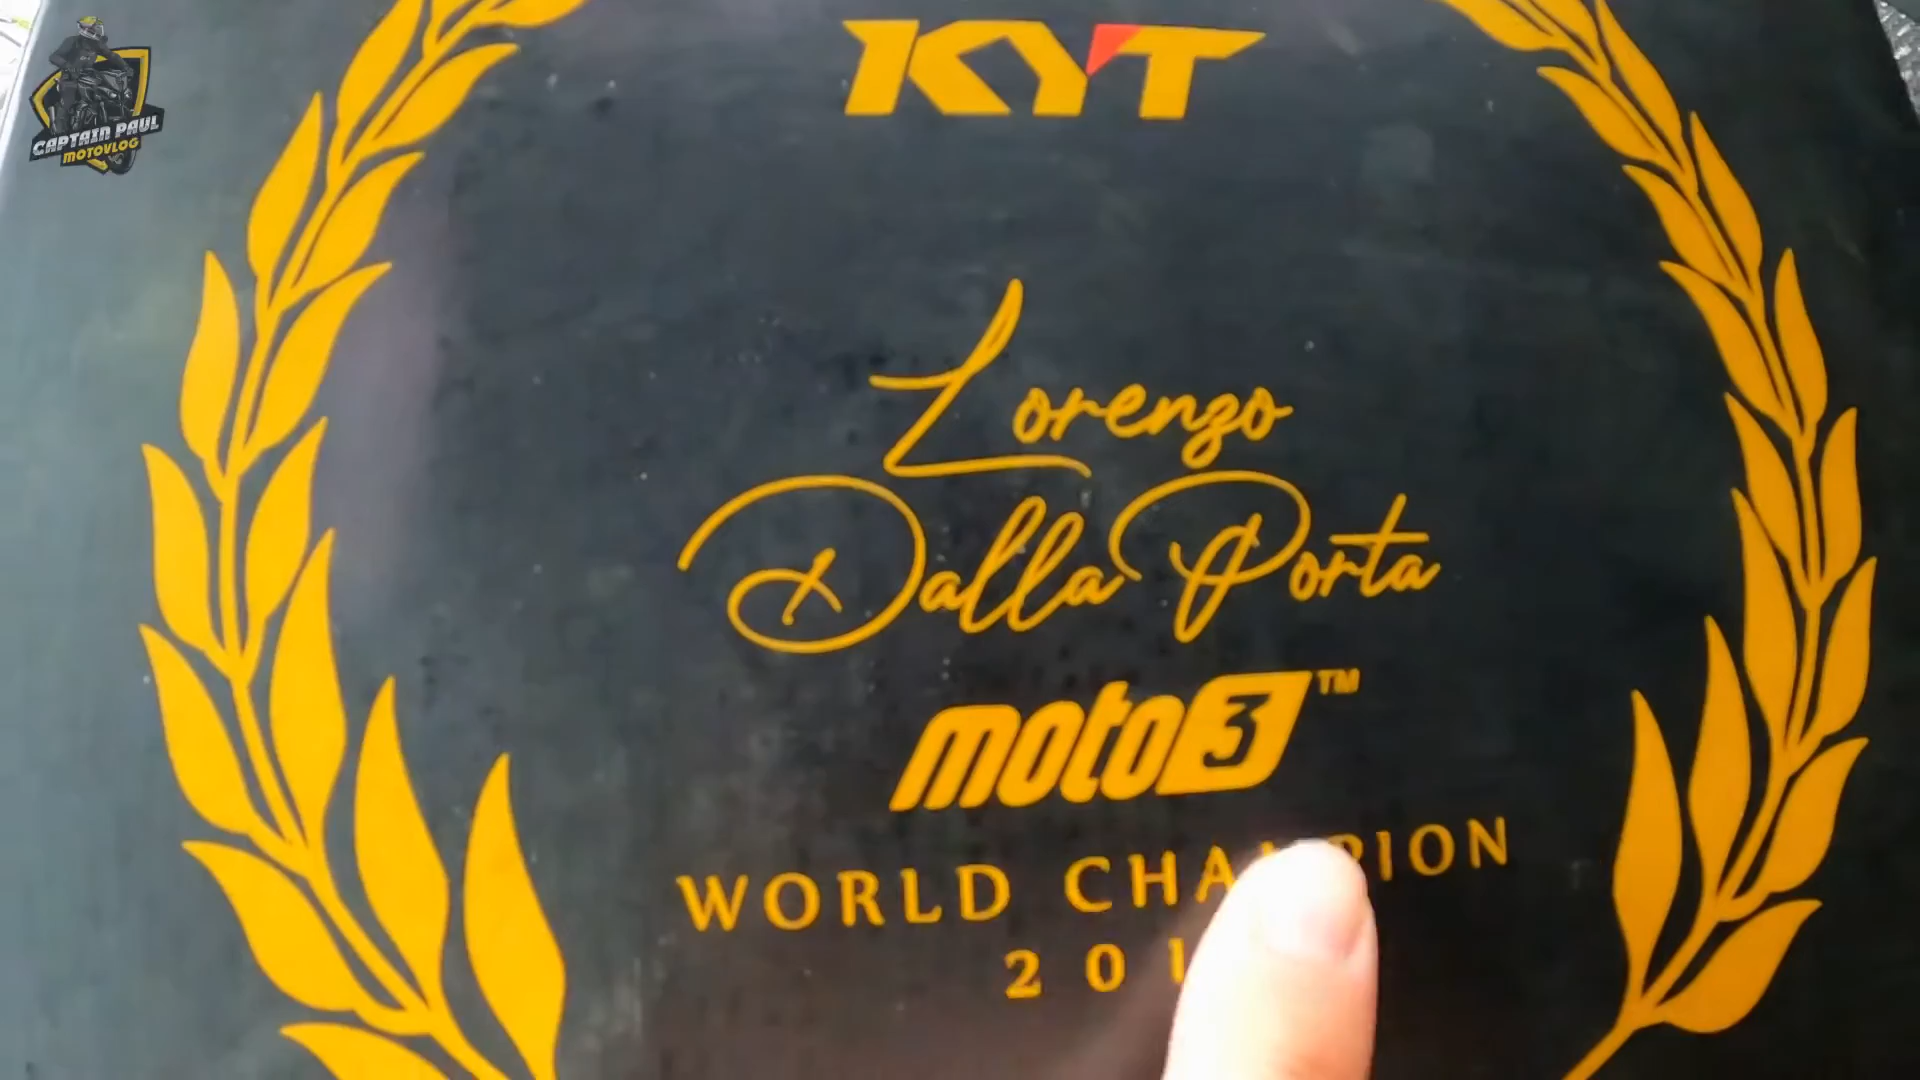 CAPTAIN PAUL
MOTOVLOG
KYT
Lorenzo
Dalla Porta
moto3™
WORLD